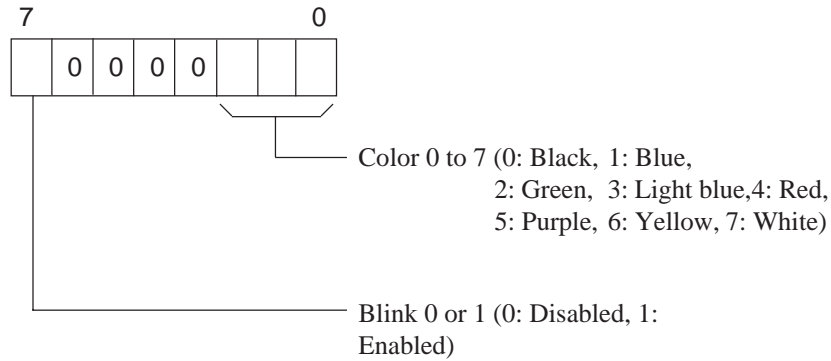 7 0
0 0 0 0
Color 0 to 7 (0: Black, 1: Blue,
2: Green, 3: Light blue,4: Red,
5: Purple, 6: Yellow, 7: White)
Blink 0 or 1 (0: Disabled, 1:
Enabled)